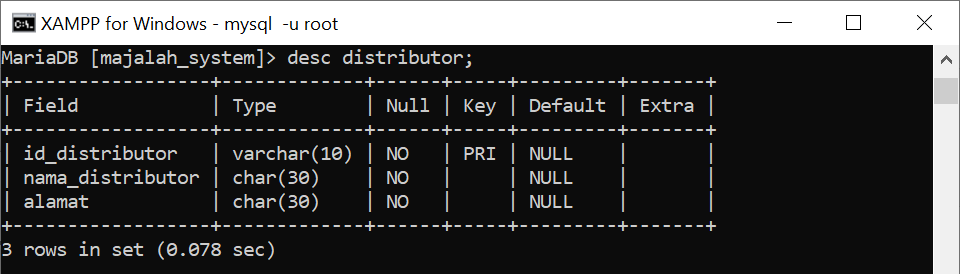 XAMPP for Windows - mysql  -u root
MariaDB [majalah_system]> desc distributor;
+------------------+-------------+------+-----+---------+-------+
| Field            | Type        | Null | Key | Default | Extra |
+------------------+-------------+------+-----+---------+-------+
| id_distributor   | varchar(10) | NO   | PRI | NULL    |       |
| nama_distributor | char(30)    | NO   |     | NULL    |       |
| alamat           | char(30)    | NO   |     | NULL    |       |
+------------------+-------------+------+-----+---------+-------+
3 rows in set (0.078 sec)